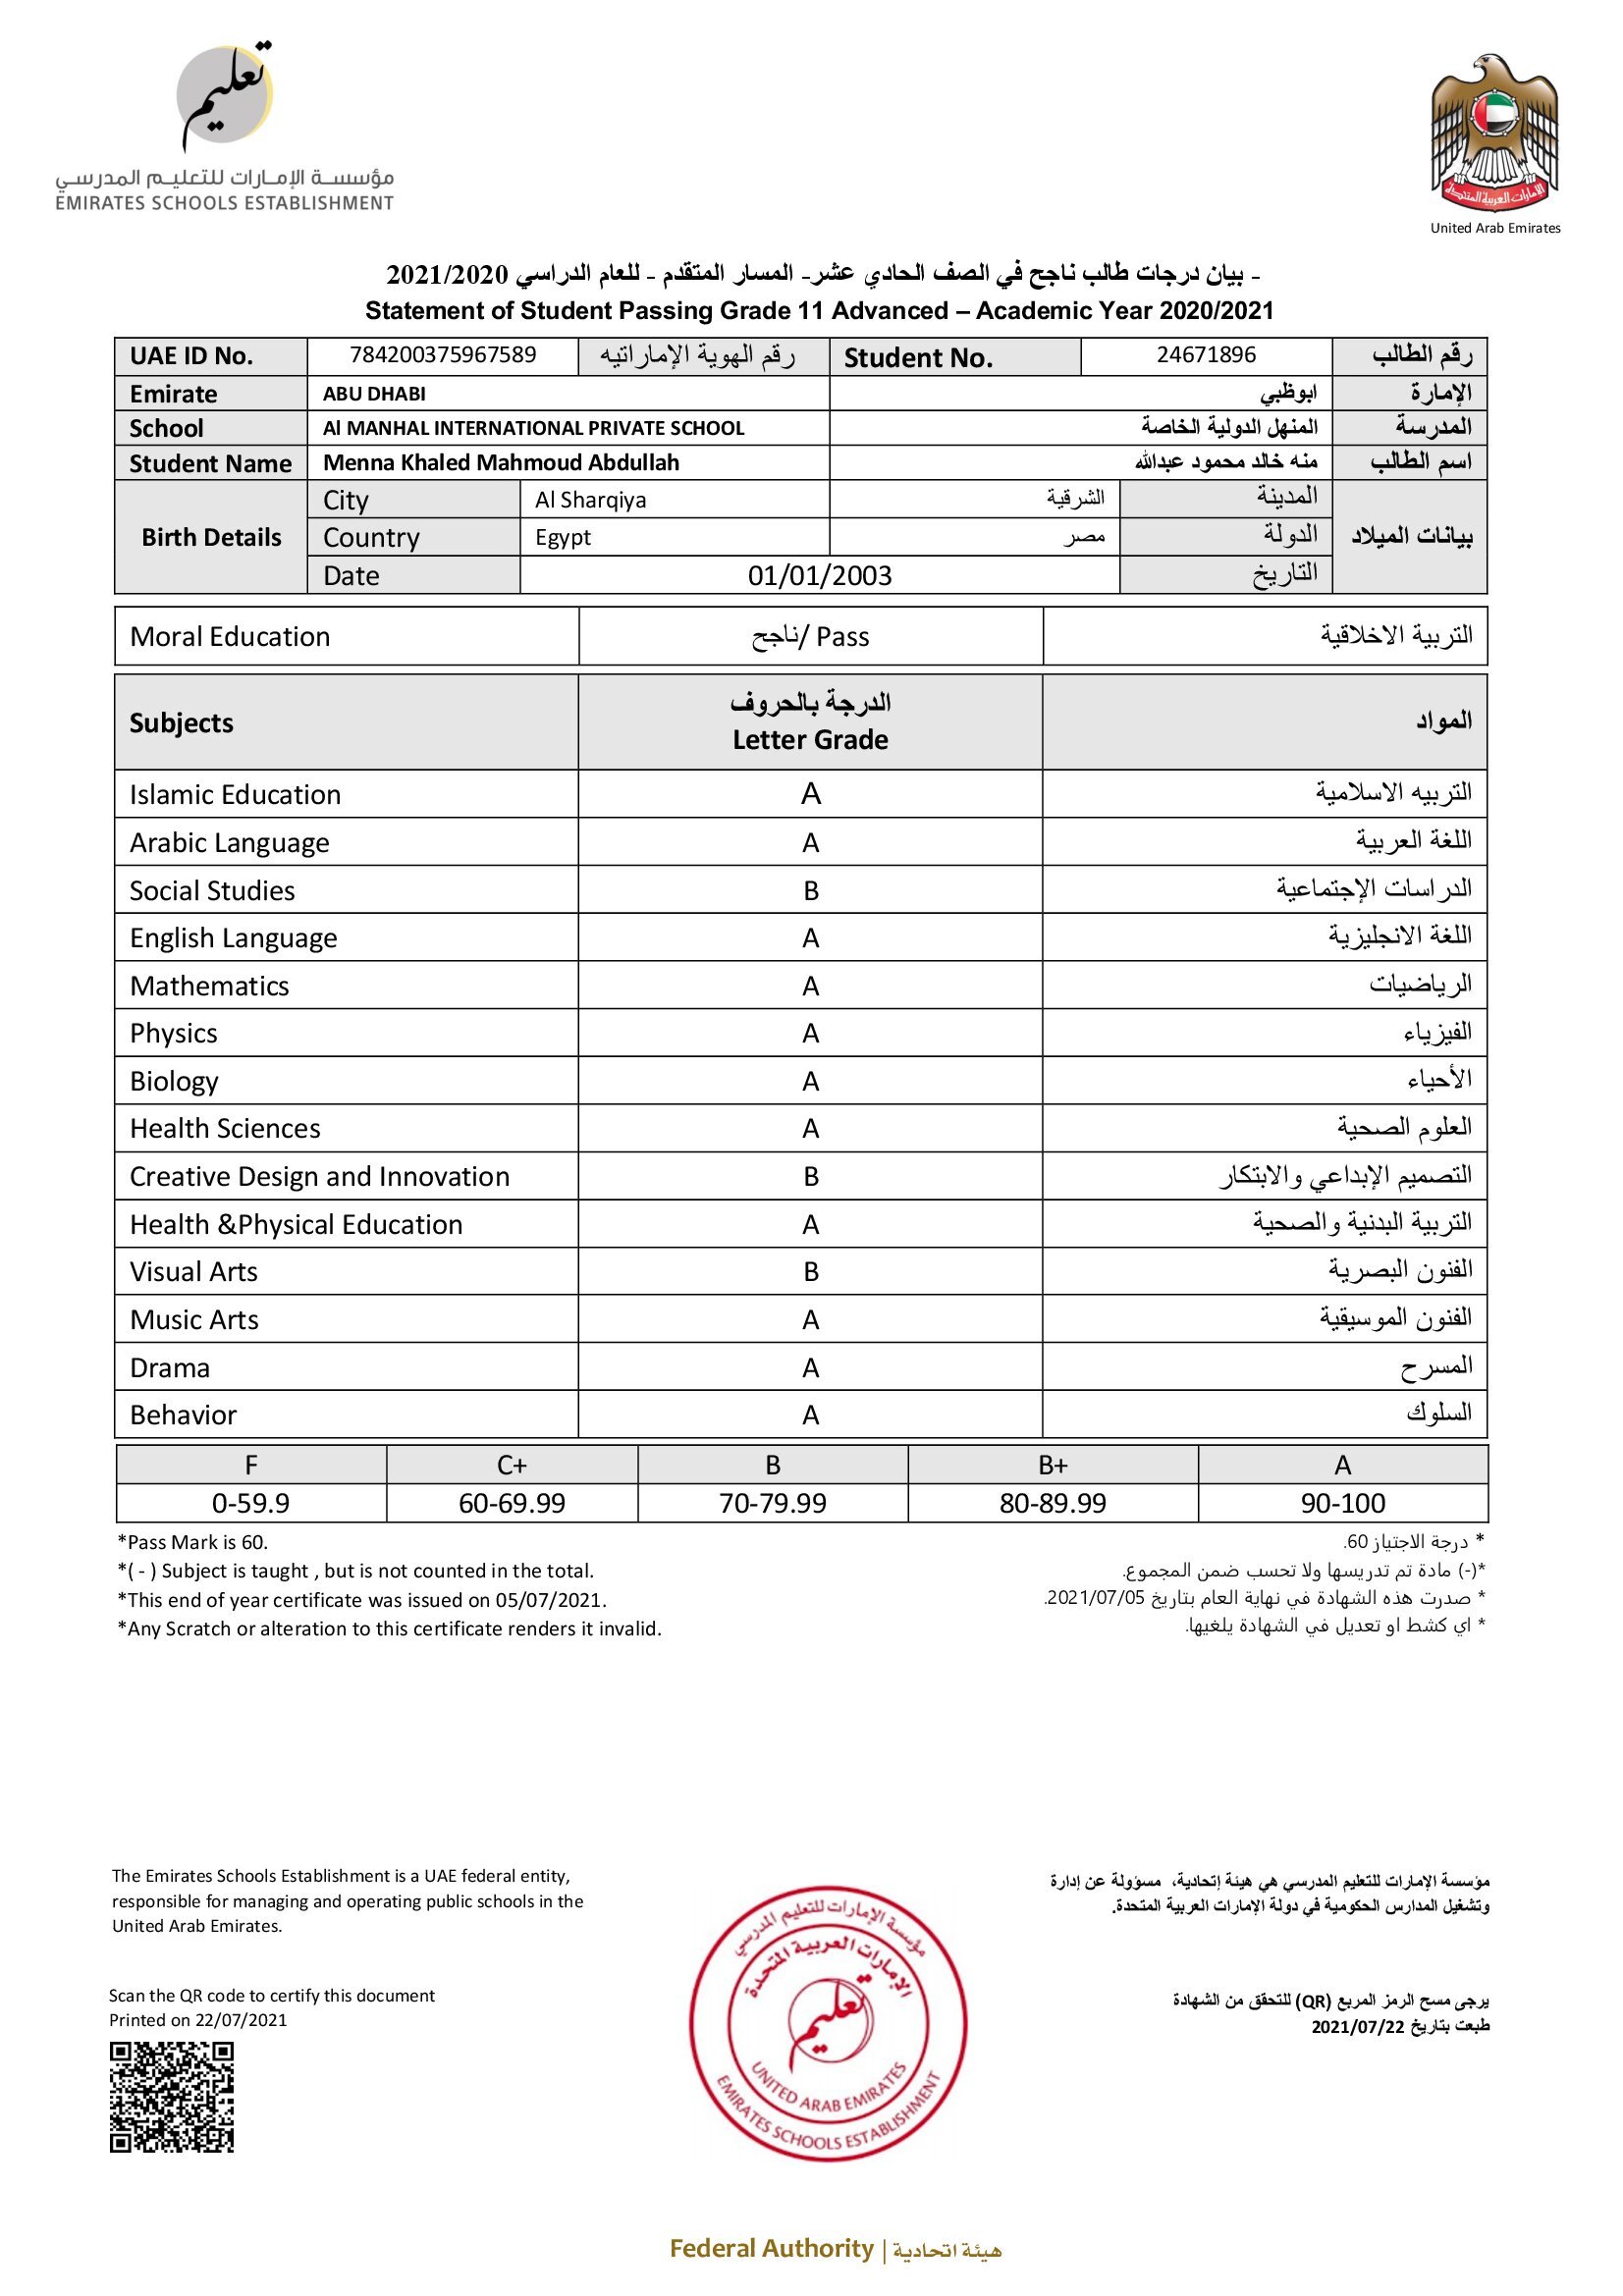 تعليم
مؤسسة الإمارات للتعليم المدرسي
EMIRATES SCHOOLS ESTABLISHMENT
الإمارات العربية المتحدة
United Arab Emirates
- بيان درجات طالب ناجح في الصف الحادي عشر- المسار المتقدم - للعام الدراسي 2021/2020
Statement of Student Passing Grade 11 Advanced – Academic Year 2020/2021
UAE ID No. 784200375967589 رقم الهوية الإماراتيه Student No. 24671896 رقم الطالب
Emirate ABU DHABI ابوظبي الإمارة
School Al MANHAL INTERNATIONAL PRIVATE SCHOOL المنهل الدولية الخاصة المدرسة
Student Name Menna Khaled Mahmoud Abdullah منه خالد محمود عبدالله اسم الطالب
Birth Details City Al Sharqiya الشرقية المدينة بيانات الميلاد
Country Egypt مصر الدولة
Date 01/01/2003 التاريخ
Moral Education ناجح/ Pass التربية الاخلاقية
Subjects الدرجة بالحروف المواد
Letter Grade
Islamic Education A التربيه الاسلامية
Arabic Language A اللغة العربية
Social Studies B الدراسات الإجتماعية
English Language A اللغة الانجليزية
Mathematics A الرياضيات
Physics A الفيزياء
Biology A الأحياء
Health Sciences A العلوم الصحية
Creative Design and Innovation B التصميم الإبداعي والابتكار
Health &Physical Education A التربية البدنية والصحية
Visual Arts B الفنون البصرية
Music Arts A الفنون الموسيقية
Drama A المسرح
Behavior A السلوك
F C+ B B+ A
0-59.9 60-69.99 70-79.99 80-89.99 90-100
*Pass Mark is 60. * درجة الاجتياز 60.
*( - ) Subject is taught , but is not counted in the total. *(-) مادة تم تدريسها ولا تحسب ضمن المجموع.
*This end of year certificate was issued on 05/07/2021. * صدرت هذه الشهادة في نهاية العام بتاريخ 2021/07/05.
*Any Scratch or alteration to this certificate renders it invalid. * اي كشط او تعديل في الشهادة يلغيها.
The Emirates Schools Establishment is a UAE federal entity,
responsible for managing and operating public schools in the
United Arab Emirates.
مؤسسة الإمارات للتعليم المدرسي هي هيئة إتحادية، مسؤولة عن إدارة
وتشغيل المدارس الحكومية في دولة الإمارات العربية المتحدة.
Scan the QR code to certify this document
Printed on 22/07/2021
يرجى مسح الرمز المربع (QR) للتحقق من الشهادة
طبعت بتاريخ 2021/07/22
مؤسسة الإمارات للتعليم المدرسي
الإمارات العربية المتحدة
تعليم
UNITED ARAB EMIRATES
EMIRATES SCHOOLS ESTABLISHMENT
Federal Authority | هيئة اتحادية